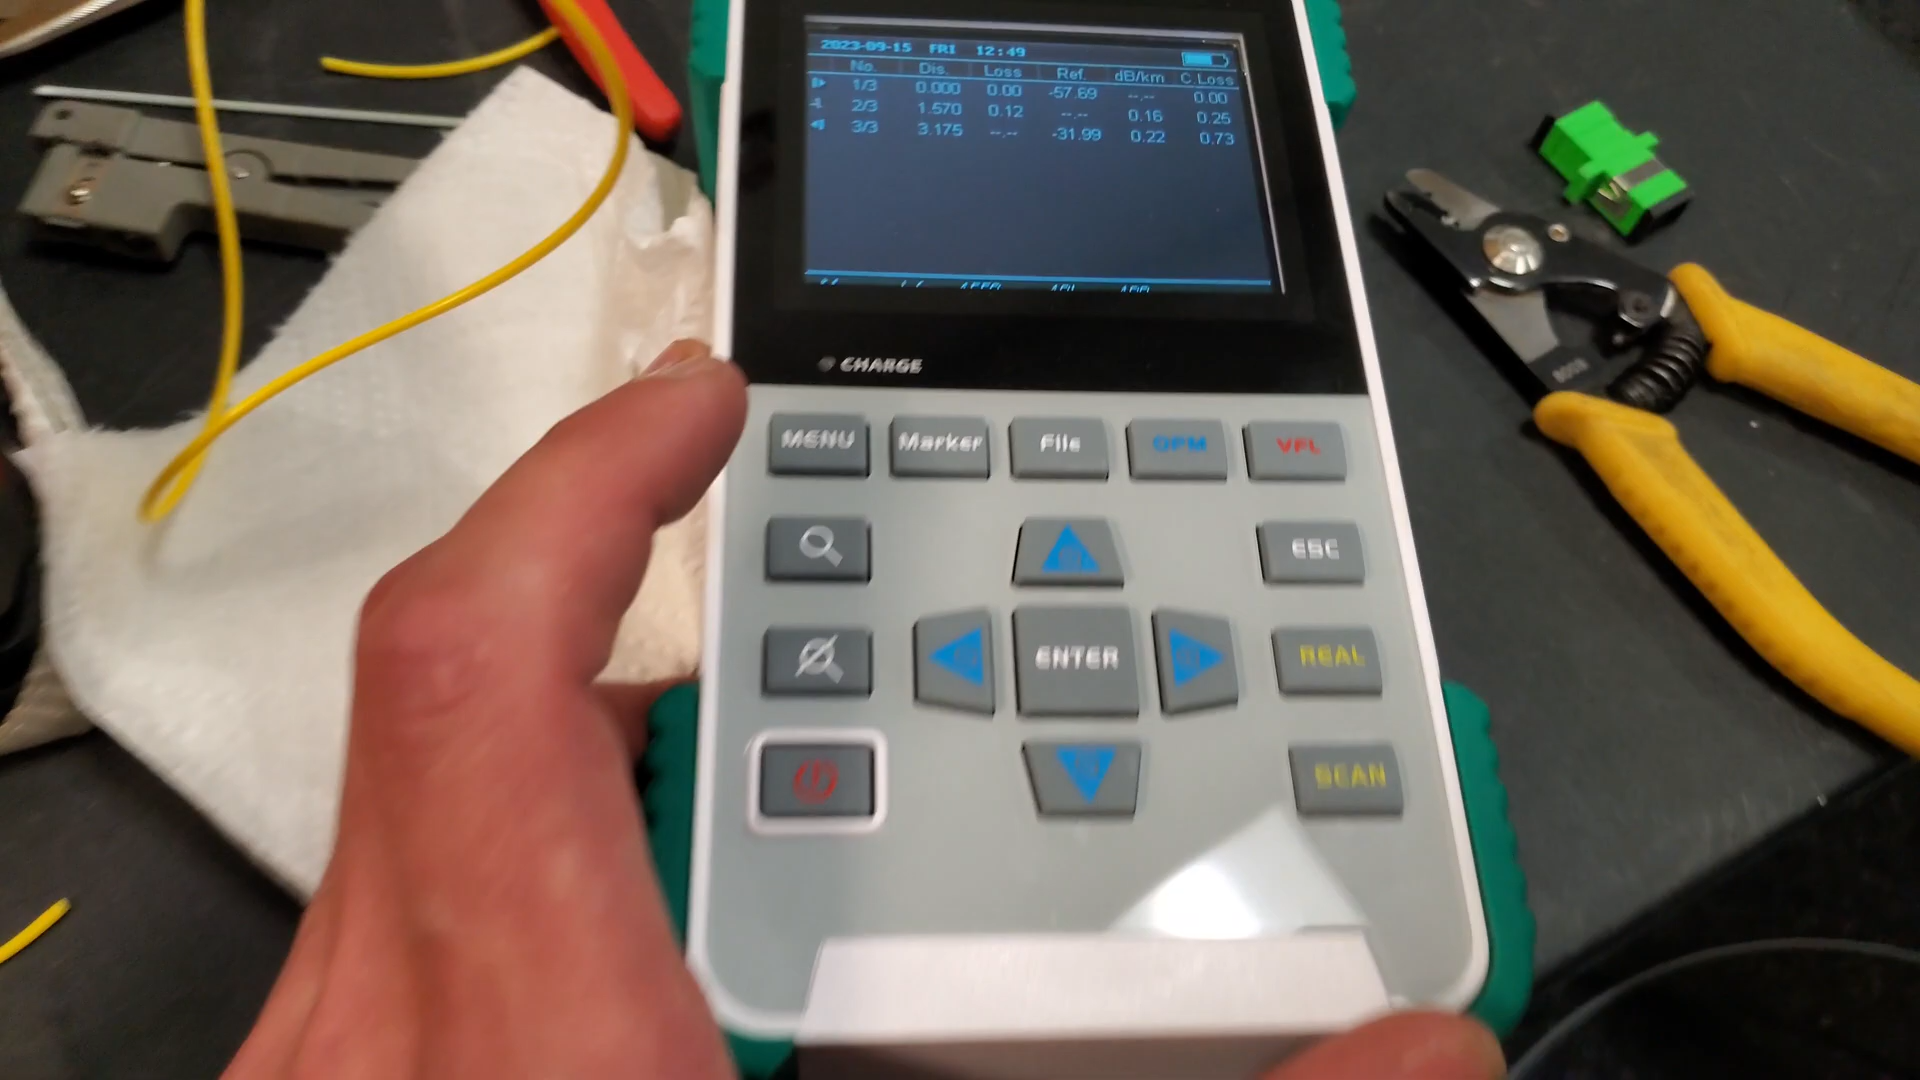 2023-09-15 FRI 12:49
No. Dis. Loss Ref. dB/km C.Loss
1/3 0.000 0.00 -57.69 --.-- 0.00
2/3 1.570 0.12 --.-- 0.16 0.25
3/3 3.175 --.-- -31.99 0.22 0.73
CHARGE
MENU Marker File OPM VFL
ESC
ENTER REAL
SCAN